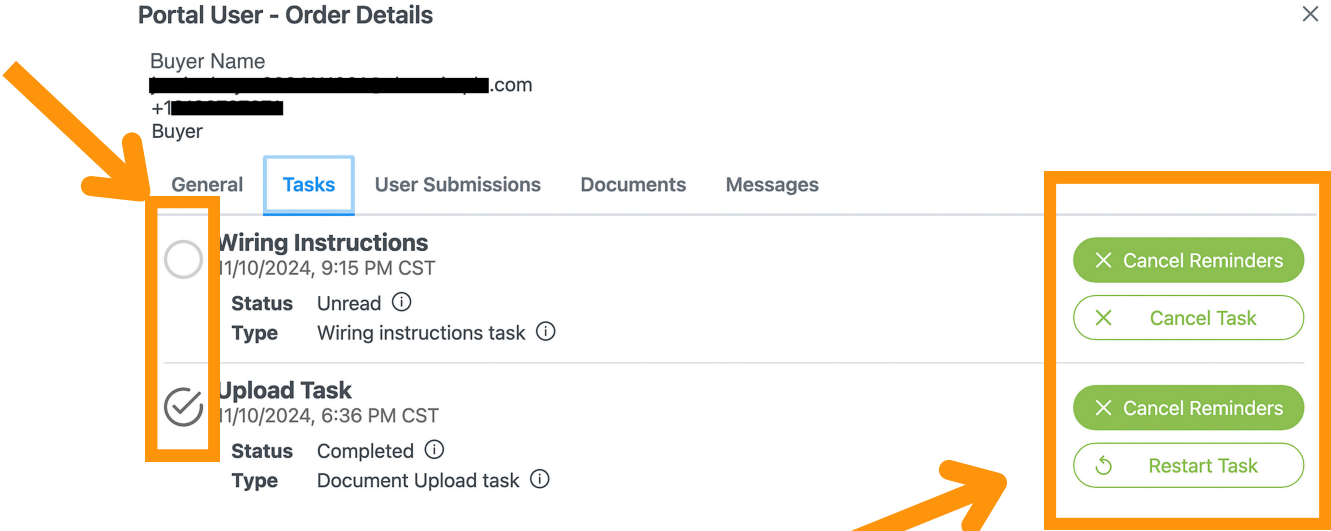 Portal User - Order Details
Buyer Name
.com
+1
Buyer
General Tasks User Submissions Documents Messages
Wiring Instructions
11/10/2024, 9:15 PM CST
Cancel Reminders
Status Unread
Cancel Task
Type Wiring instructions task
Upload Task
11/10/2024, 6:36 PM CST
Cancel Reminders
Status Completed
Restart Task
Type Document Upload task